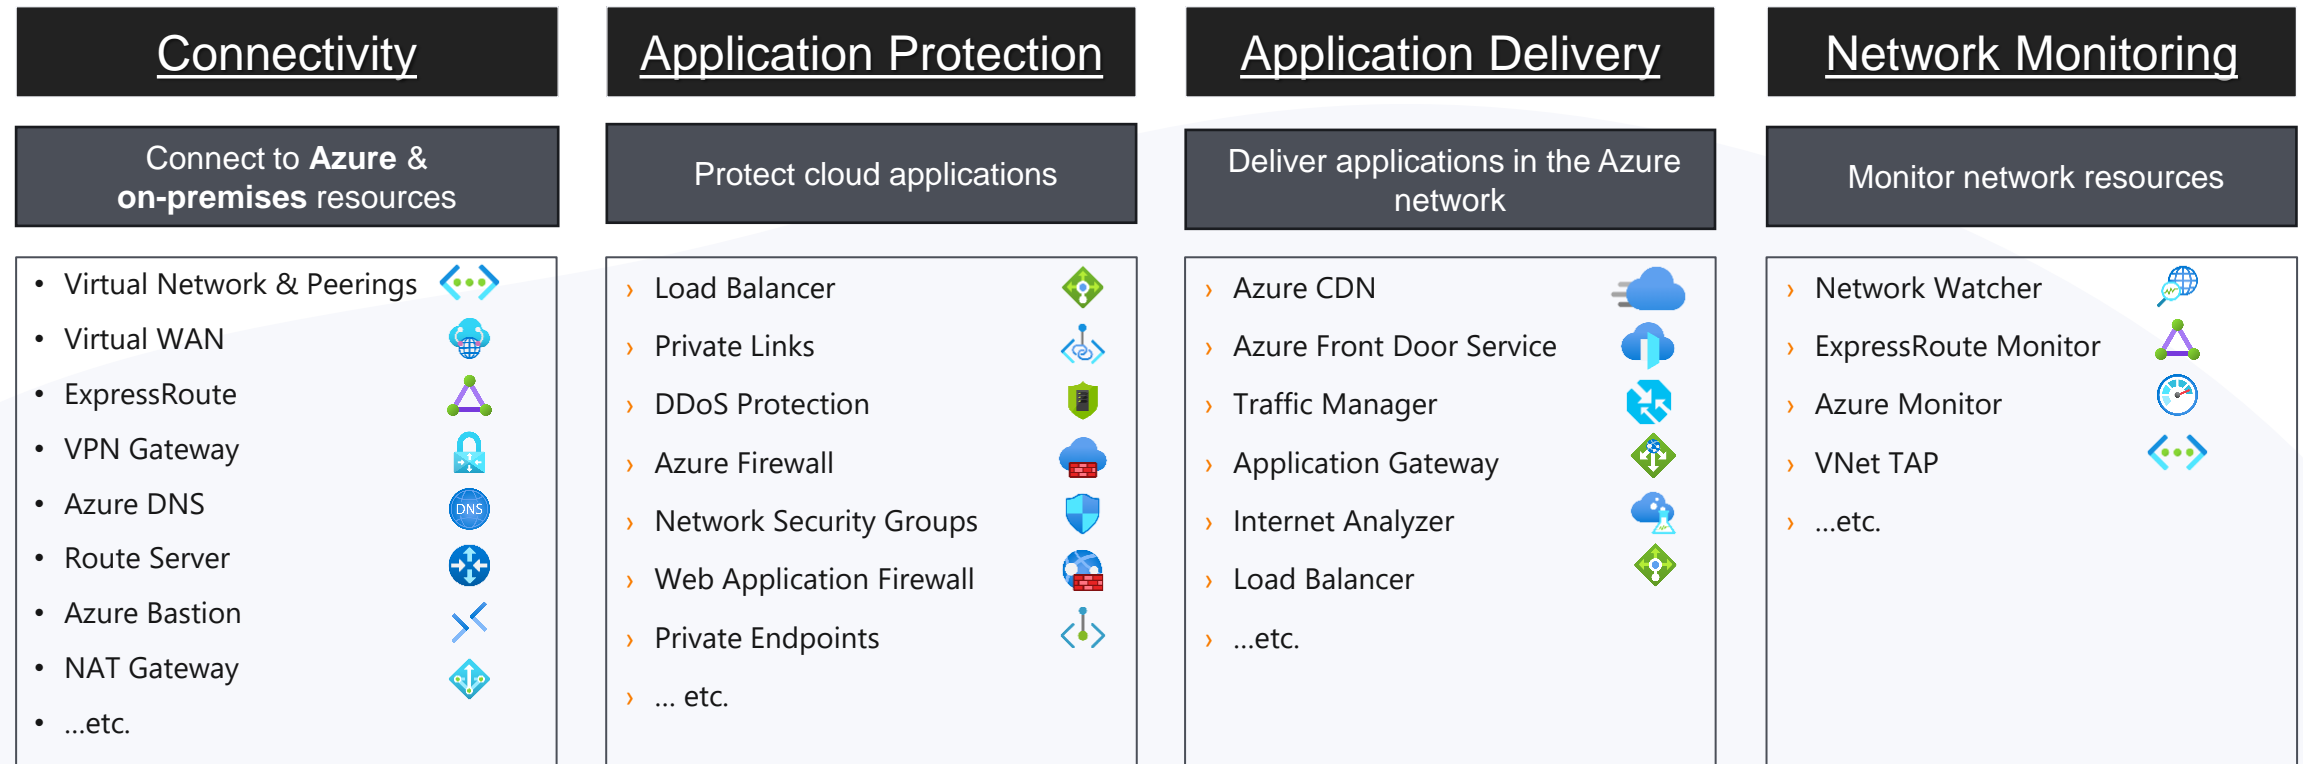 Connectivity
Connect to Azure &
on-premises resources
• Virtual Network & Peerings
• Virtual WAN
• ExpressRoute
• VPN Gateway
• Azure DNS
DNS
• Route Server
• Azure Bastion
• NAT Gateway
• ...etc.
Application Protection
Protect cloud applications
› Load Balancer
› Private Links
› DDoS Protection
› Azure Firewall
› Network Security Groups
› Web Application Firewall
› Private Endpoints
› ... etc.
Application Delivery
Deliver applications in the Azure
network
› Azure CDN
› Azure Front Door Service
› Traffic Manager
› Application Gateway
› Internet Analyzer
› Load Balancer
› ...etc.
Network Monitoring
Monitor network resources
› Network Watcher
› ExpressRoute Monitor
› Azure Monitor
› VNet TAP
› ...etc.